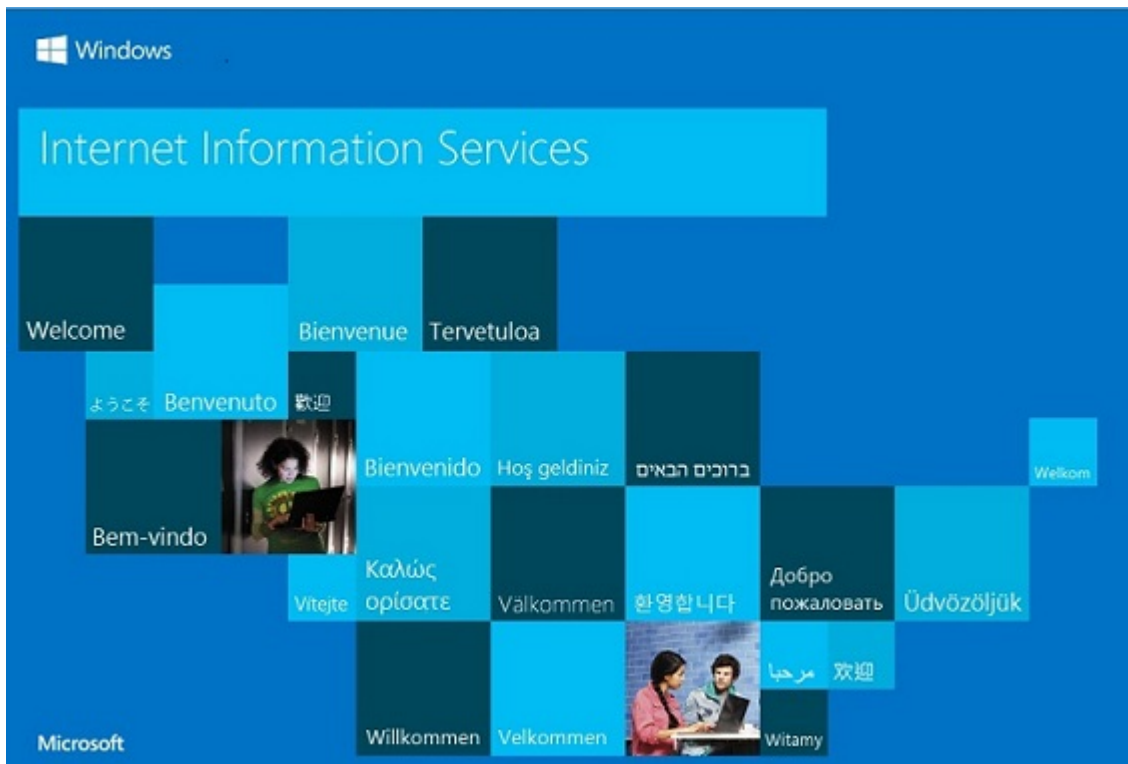 Windows
Internet Information Services
Welcome
Bienvenue
Tervetuloa
ようこそ
Benvenuto
歡迎
Bienvenido
Hoş geldiniz
ברוכים הבאים
Welkom
Bem-vindo
Vítejte
Καλώς
ορίσατε
Välkommen
환영합니다
Добро
пожаловать
Üdvözöljük
مرحبا
欢迎
Willkommen
Velkommen
Witamy
Microsoft